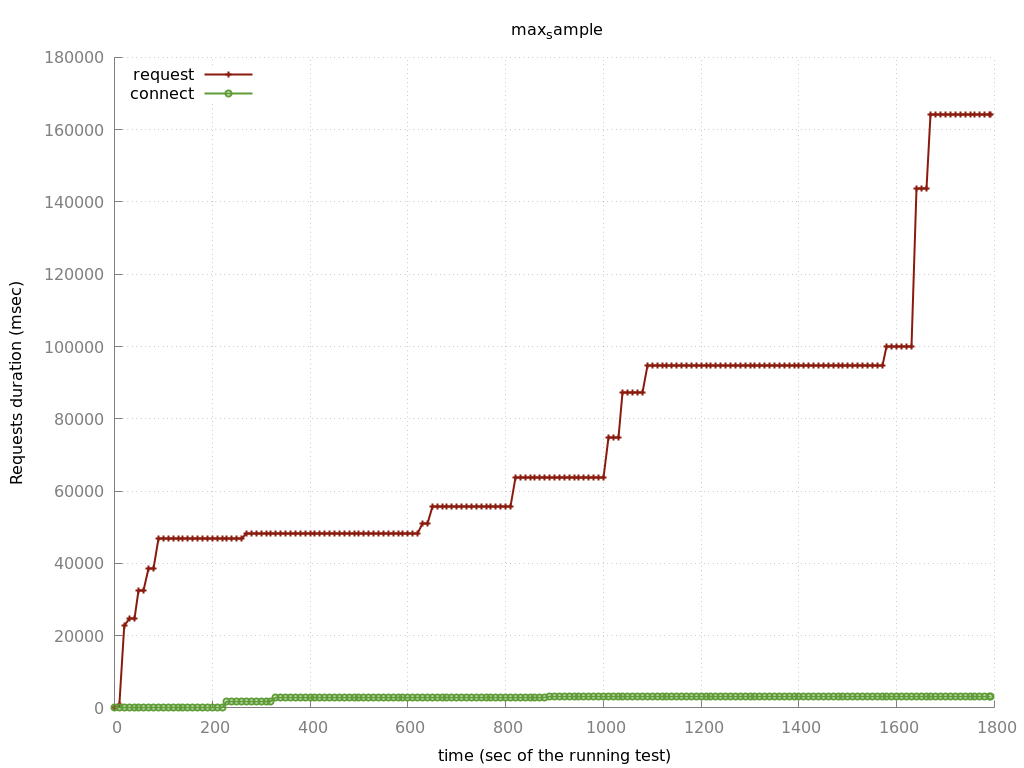 maxsample
180000
160000
140000
120000
100000
80000
60000
40000
20000
0
request
connect
Requests duration (msec)
0 200 400 600 800 1000 1200 1400 1600 1800
time (sec of the running test)